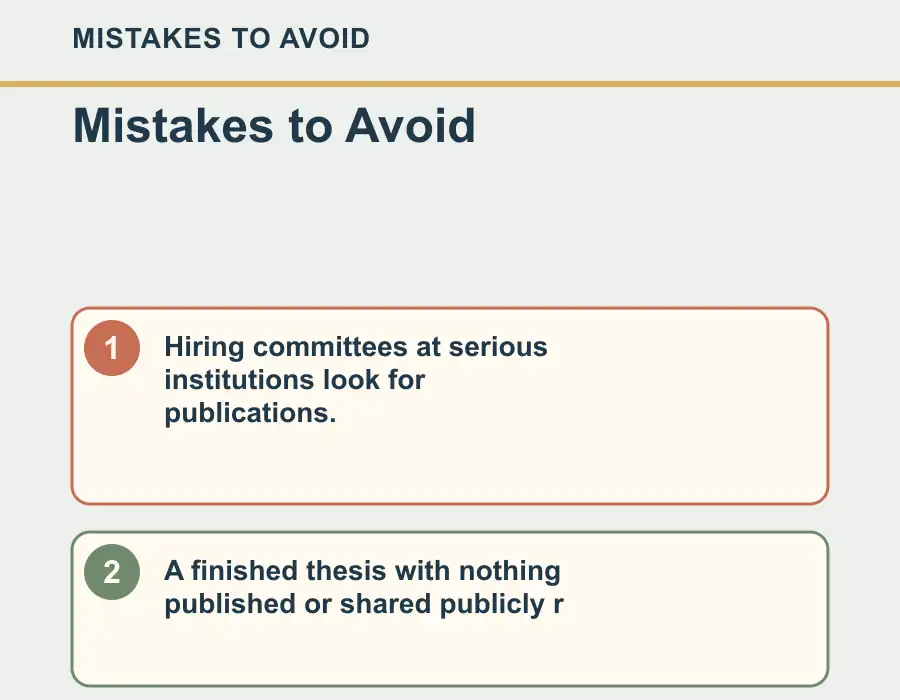 MISTAKES TO AVOID
Mistakes to Avoid
1
Hiring committees at serious
institutions look for
publications.
2
A finished thesis with nothing
published or shared publicly r